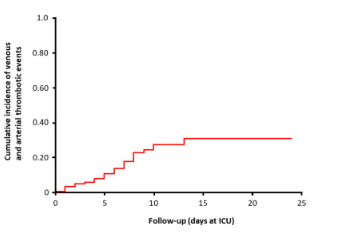 Cumulative incidence of venous
and arterial thrombotic events
1.0
0.80
0.60
0.40
0.20
0
0 5 10 15 20 25
Follow-up (days at ICU)